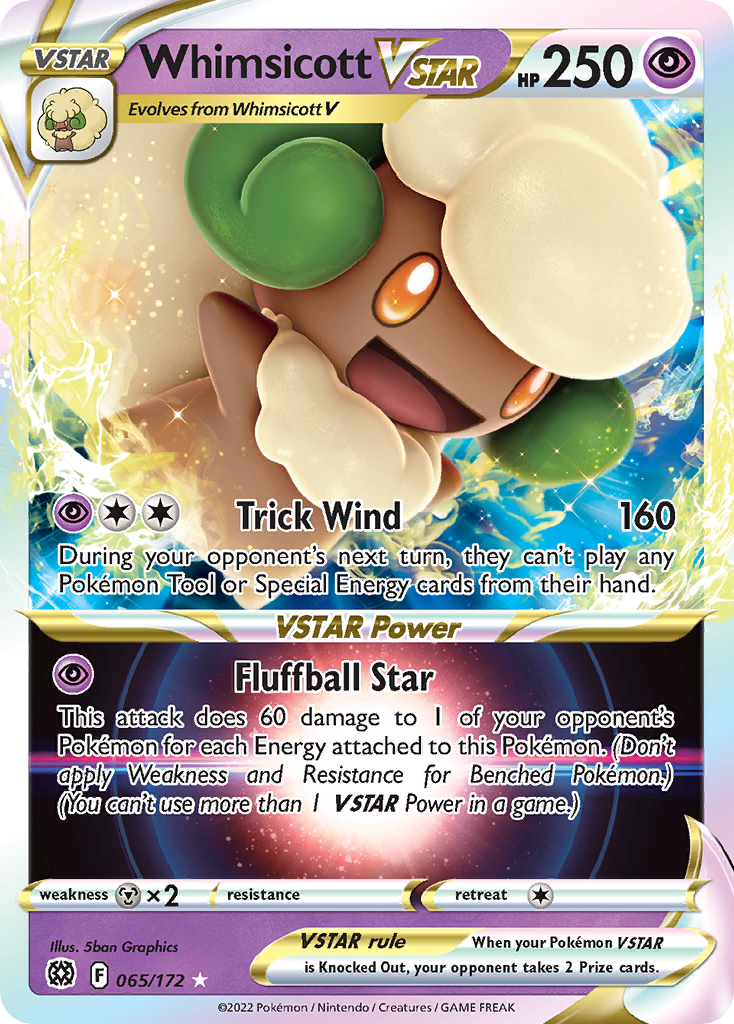 VSTAR
Whimsicott VSTAR
HP 250
Evolves from Whimsicott V
Trick Wind 160
During your opponent's next turn, they can't play any
Pokémon Tool or Special Energy cards from their hand.
VSTAR Power
Fluffball Star
This attack does 60 damage to 1 of your opponent's
Pokémon for each Energy attached to this Pokémon. (Don't
apply Weakness and Resistance for Benched Pokémon.)
(You can't use more than 1 VSTAR Power in a game.)
weakness ×2 resistance retreat
Illus. 5ban Graphics
F 065/172
VSTAR rule When your Pokémon VSTAR
is Knocked Out, your opponent takes 2 Prize cards.
©2022 Pokémon / Nintendo / Creatures / GAME FREAK